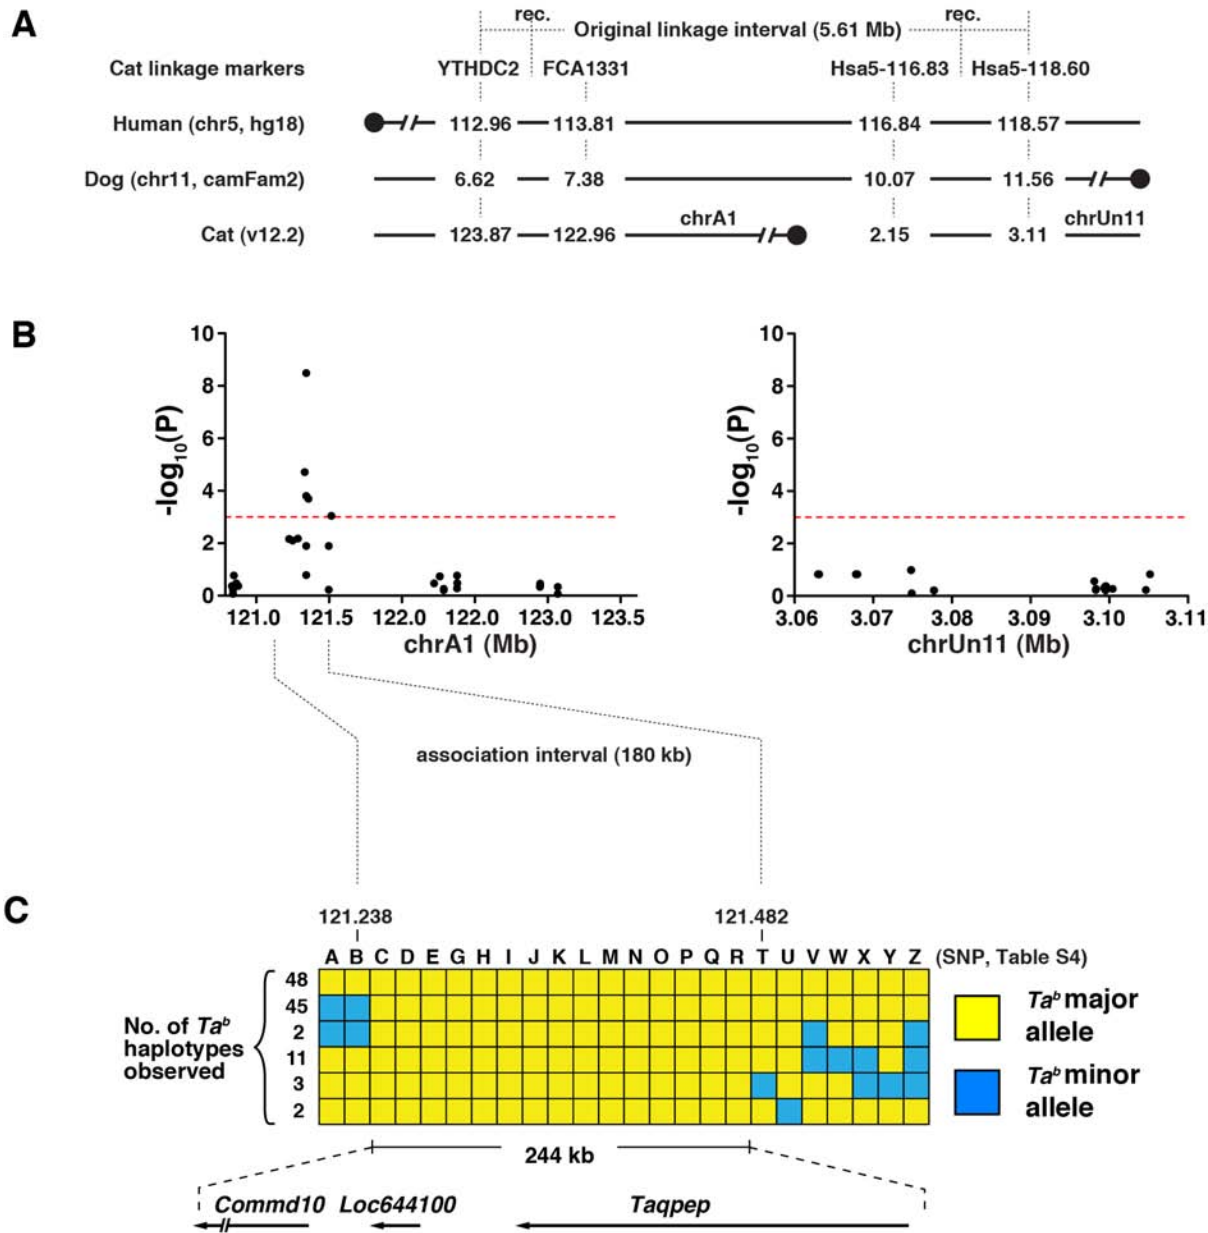 A
rec. rec.
Original linkage interval (5.61 Mb)
Cat linkage markers YTHDC2 FCA1331 Hsa5-116.83 Hsa5-118.60
Human (chr5, hg18) 112.96 113.81 116.84 118.57
Dog (chr11, camFam2) 6.62 7.38 10.07 11.56
chrA1 chrUn11
Cat (v12.2) 123.87 122.96 2.15 3.11
B
10 10
8 8
6 6
-log10(P) -log10(P)
4 4
2 2
0 0
121.0 121.5 122.0 122.0 123.0 123.5 3.06 3.07 3.08 3.09 3.10 3.11
chrA1 (Mb) chrUn11 (Mb)
association interval (180 kb)
C
121.238 121.482
A B C D E G H I J K L M N O P Q R T U V W X Y Z (SNP, Table S4)
48
45
2
11
3
2
No. of Taᵇ
haplotypes
observed
Taᵇ major
allele
Taᵇ minor
allele
244 kb
Commd10 Loc644100 Taqpep